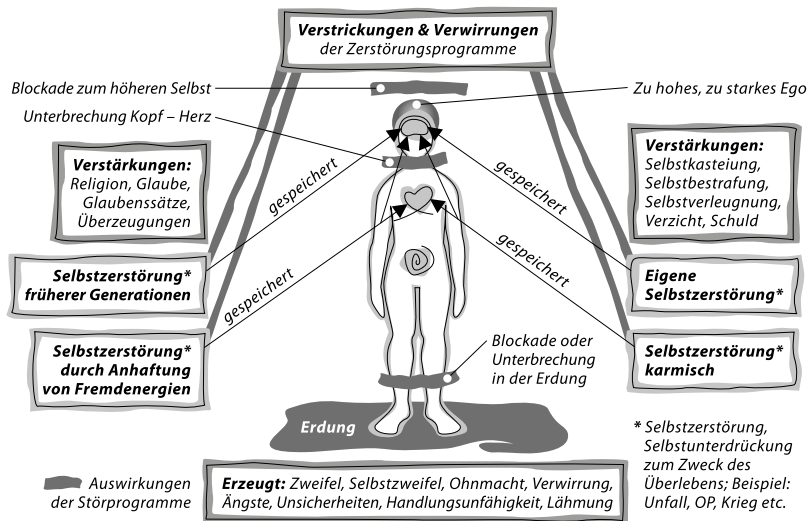 Verstrickungen & Verwirrungen
der Zerstörungsprogramme
Blockade zum höheren Selbst
Zu hohes, zu starkes Ego
Unterbrechung Kopf – Herz
Verstärkungen:
Religion, Glaube,
Glaubenssätze,
Überzeugungen
Verstärkungen:
Selbstkasteiung,
Selbstbestrafung,
Selbstverleugnung,
Verzicht, Schuld
gespeichert
gespeichert
gespeichert
gespeichert
Selbstzerstörung*
früherer Generationen
Eigene
Selbstzerstörung*
Selbstzerstörung*
durch Anhaftung
von Fremdenergien
Blockade oder
Unterbrechung
in der Erdung
Selbstzerstörung*
karmisch
Erdung
* Selbstzerstörung,
Selbstunterdrückung
zum Zweck des
Überlebens; Beispiel:
Unfall, OP, Krieg etc.
Auswirkungen
der Störprogramme
Erzeugt: Zweifel, Selbstzweifel, Ohnmacht, Verwirrung,
Ängste, Unsicherheiten, Handlungsunfähigkeit, Lähmung